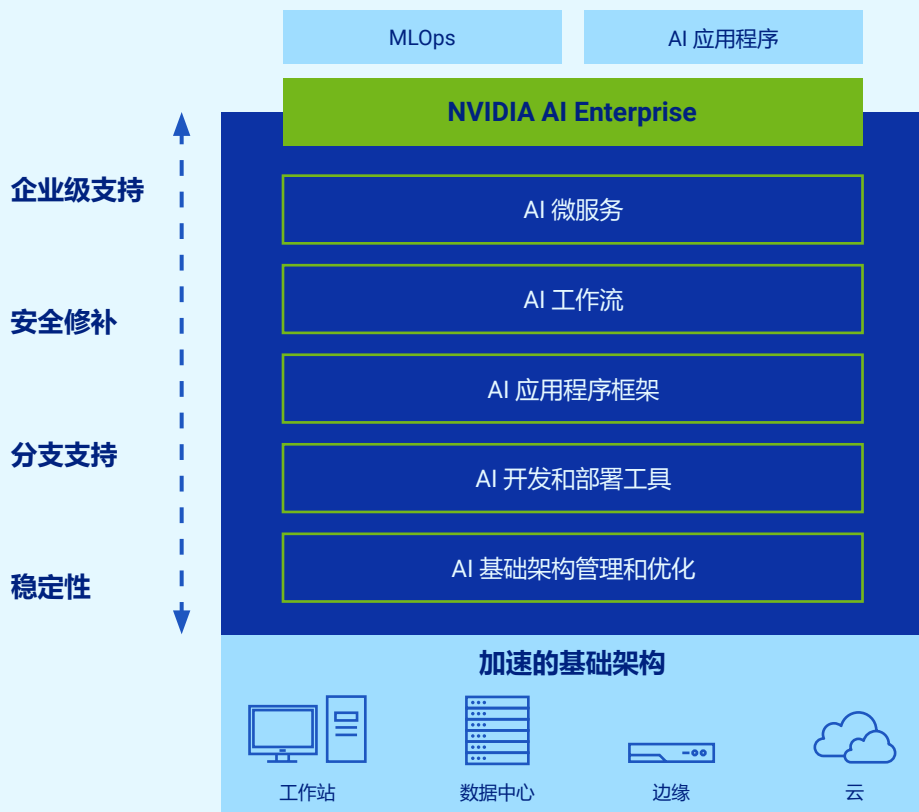 MLOps
AI 应用程序
NVIDIA AI Enterprise
企业级支持
安全修补
分支支持
稳定性
AI 微服务
AI 工作流
AI 应用程序框架
AI 开发和部署工具
AI 基础架构管理和优化
加速的基础架构
工作站
数据中心
边缘
云